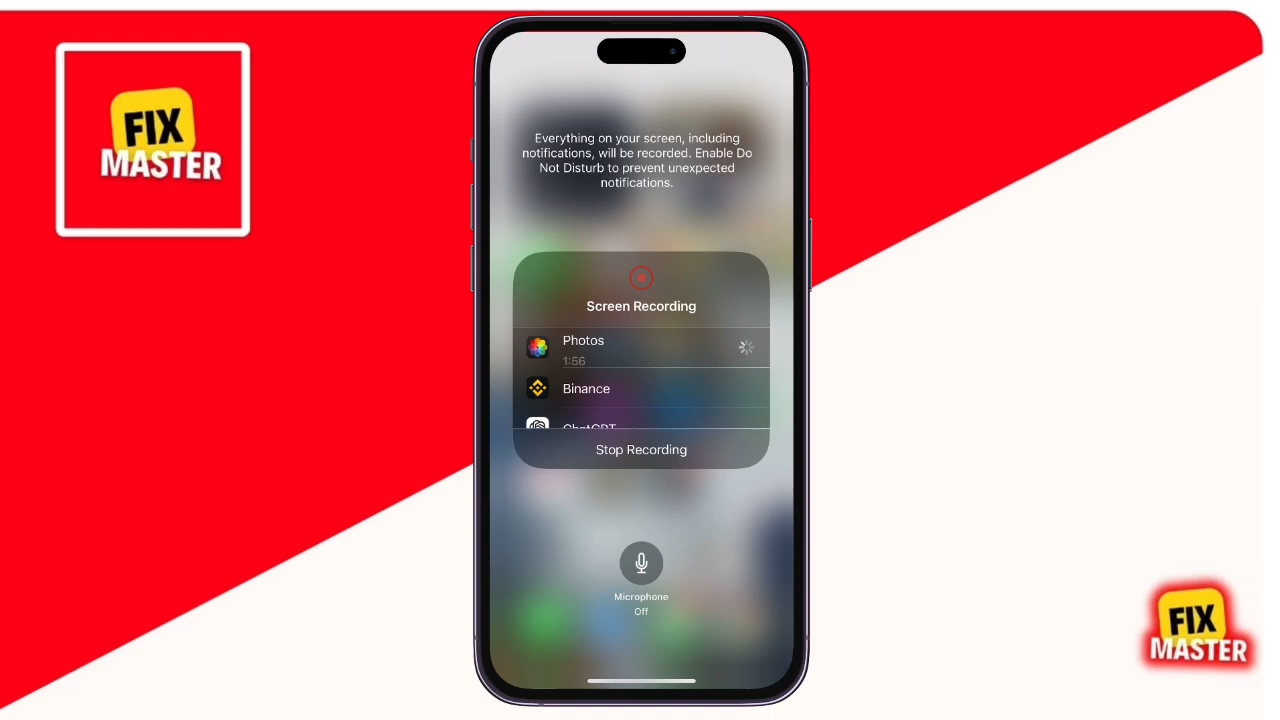 FIX
MASTER
Everything on your screen, including
notifications, will be recorded. Enable Do
Not Disturb to prevent unexpected
notifications.
Screen Recording
Photos
1:56
Binance
ChatGPT
Stop Recording
Microphone
Off
FIX
MASTER